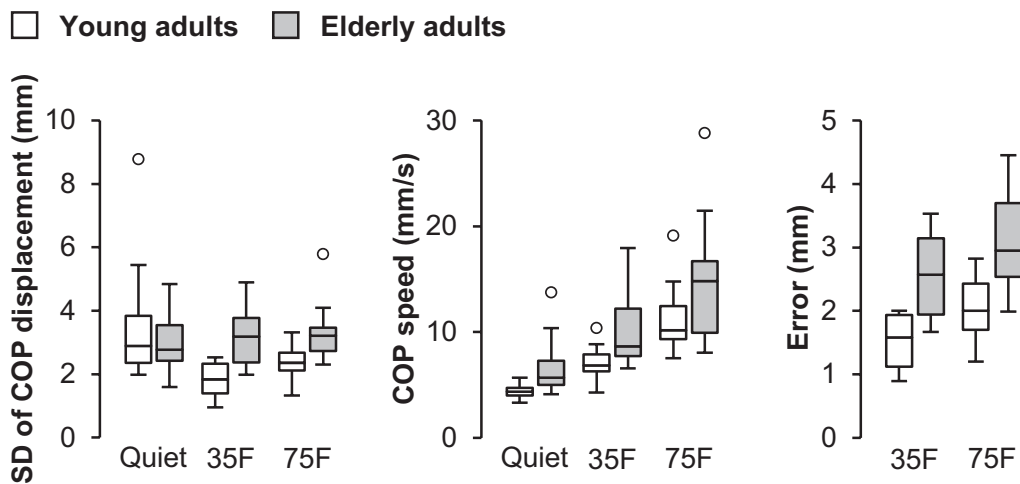 Young adults Elderly adults
SD of COP displacement (mm)
10
8
6
4
2
0
Quiet 35F 75F
COP speed (mm/s)
30
20
10
0
Quiet 35F 75F
Error (mm)
5
4
3
2
1
0
35F 75F